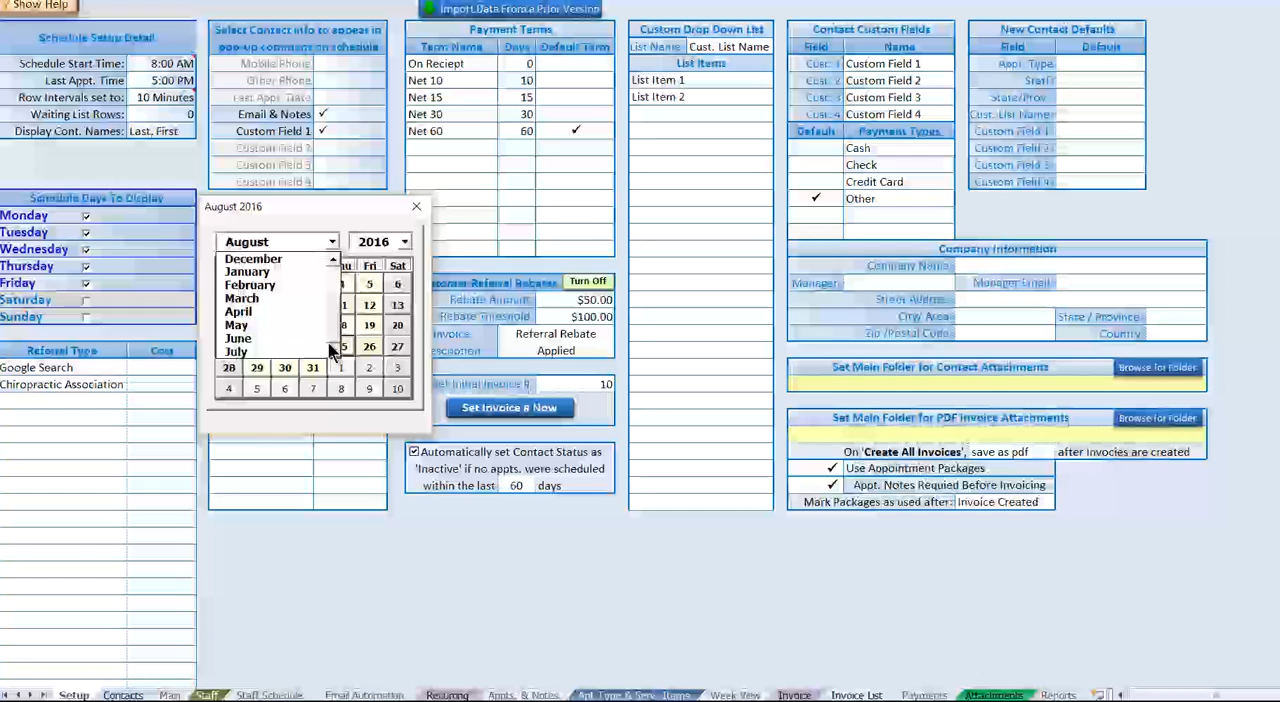 Show Help
Import Data From a Prior Version
Schedule Setup Detail
Schedule Start Time: 8:00 AM
Last Appt. Time 5:00 PM
Row Intervals set to: 10 Minutes
Waiting List Rows: 0
Display Cont. Names: Last, First
Schedule Days To Display
Monday
Tuesday
Wednesday
Thursday
Friday
Saturday
Sunday
Referral Type Cost
Google Search
Chiropractic Association
Select Contact info to appear in
pop-up comment on schedule
Mobile Phone
Other Phone
Last Appt. Date
Email & Notes ✓
Custom Field 1 ✓
Custom Field 2
Custom Field 3
Custom Field 4
August 2016
August 2016
December
January
February
March
April
May
June
July
Fri Sat
5 6
12 13
19 20
26 27
28 29 30 31 1 2 3
4 5 6 7 8 9 10
Payment Terms
Term Name Days Default Term
On Reciept 0
Net 10 10
Net 15 15
Net 30 30
Net 60 60 ✓
Referral Rebates Turn Off
Rebate Amount $50.00
Rebate Threshold $100.00
Referral Rebate
Applied
Set Initial Invoice # 10
Set Invoice # Now
Automatically set Contact Status as
'Inactive' if no appts. were scheduled
within the last 60 days
Custom Drop Down List
List Name Cust. List Name
List Items
List Item 1
List Item 2
Contact Custom Fields
Field Name
Cust. 1 Custom Field 1
Cust. 2 Custom Field 2
Cust. 3 Custom Field 3
Cust. 4 Custom Field 4
Default Payment Types
Cash
Check
Credit Card
✓ Other
New Contact Defaults
Field Default
Appt. Type
Staff
State/Prov.
Cust. List Name
Custom Field 1
Custom Field 2
Custom Field 3
Custom Field 4
Company Information
Company Name
Manager Manager Email
Street Address
City/Area State / Province
Zip /Postal Code Country
Set Main Folder for Contact Attachments Browse for Folder
Set Main Folder for PDF Invoice Attachments Browse for Folder
On 'Create All Invoices', save as pdf after invocies are created
✓ Use Appointment Packages
✓ Appt. Notes Requied Before Invoicing
Mark Packages as used after: Invoice Created
Setup Contacts Main Staff Staff Schedule Email Automation Recurring Appts. & Notes Apt Type & Serv. Items Week View Invoice Invoice List Payments Attachments Reports